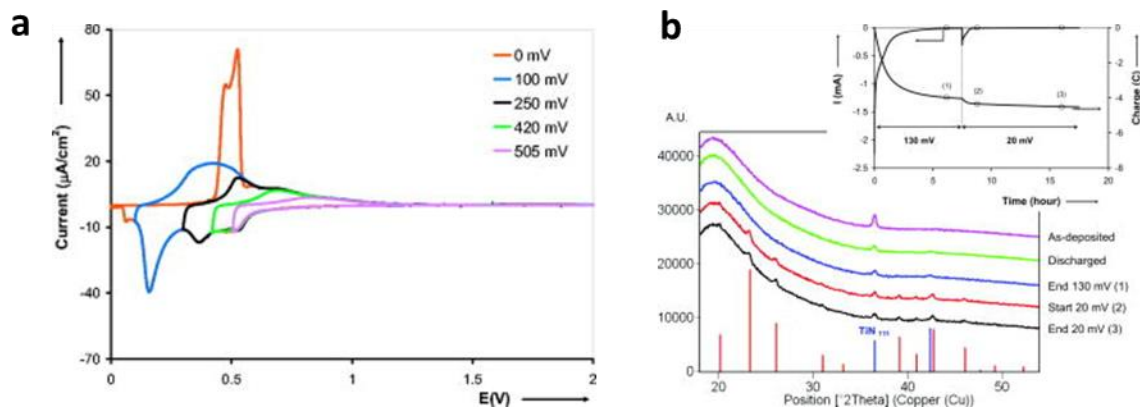 a
80
50
20
-10
-40
-70
Current (µA/cm²)
0
0.5
1
1.5
2
E(V)
0 mV
100 mV
250 mV
420 mV
505 mV
b
A.U.
40000
30000
20000
10000
0
20
30
40
50
Position [°2Theta] (Copper (Cu))
As-deposited
Discharged
End 130 mV (1)
Start 20 mV (2)
End 20 mV (3)
TiN 111
I (mA)
0
-0.5
-1
-1.5
-2
-2.5
0
5
10
15
20
Time (hour)
0
-2
-4
-6
-8
Charge (C)
(1)
(2)
(3)
130 mV
20 mV